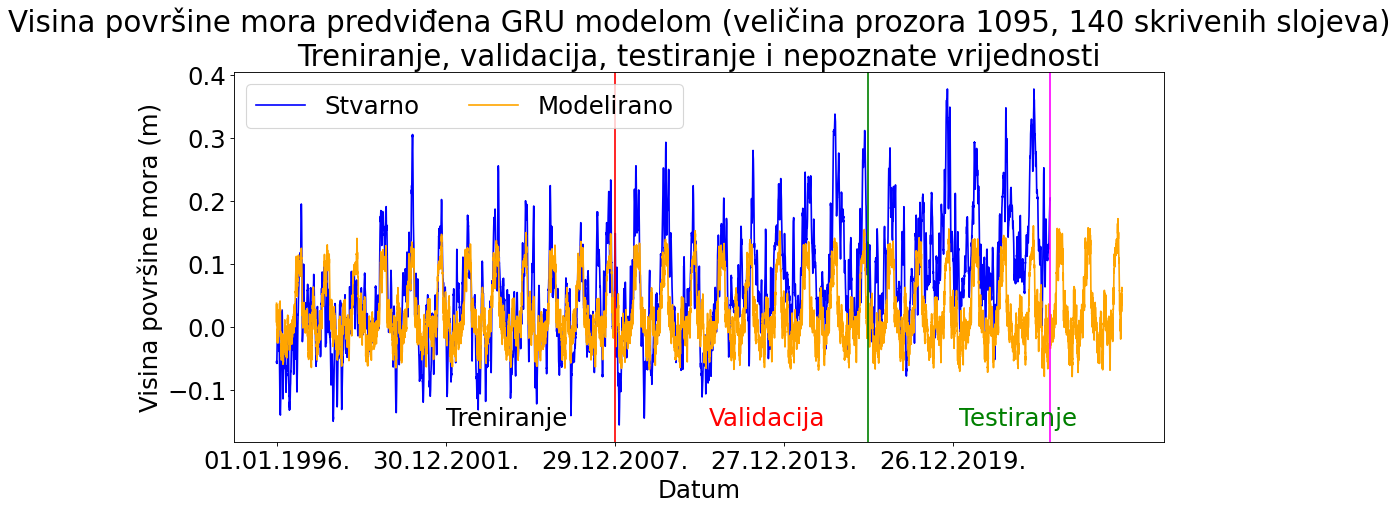 Visina površine mora predviđena GRU modelom (veličina prozora 1095, 140 skrivenih slojeva)
Treniranje, validacija, testiranje i nepoznate vrijednosti
Stvarno
Modelirano
Visina površine mora (m)
0.4
0.3
0.2
0.1
0.0
−0.1
Treniranje
Validacija
Testiranje
01.01.1996.
30.12.2001.
29.12.2007.
27.12.2013.
26.12.2019.
Datum